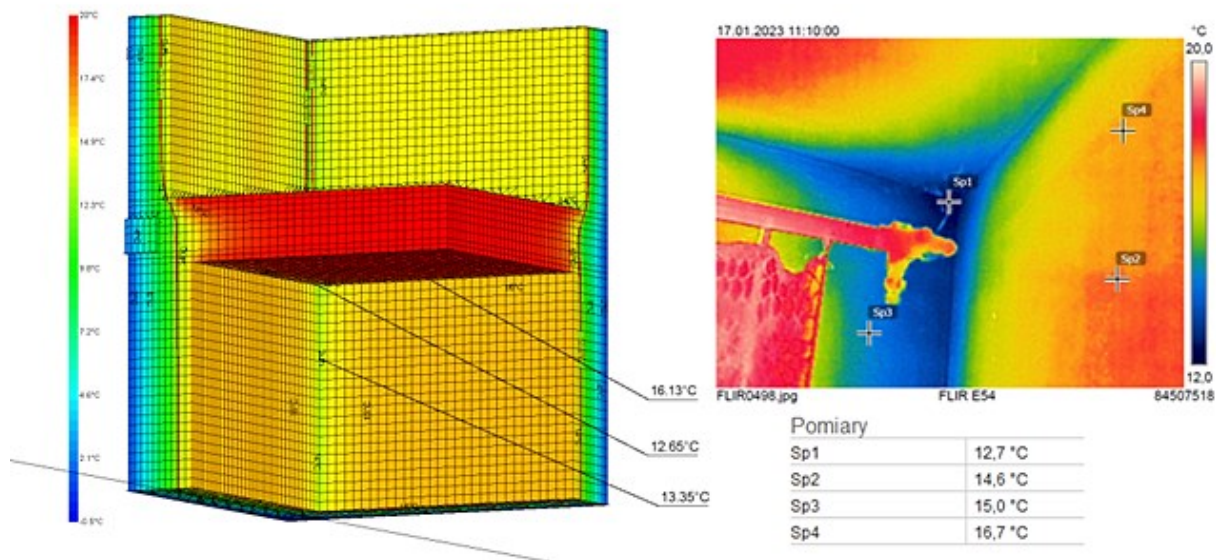 20°C
17.4°C
14.9°C
12.3°C
9.8°C
7.2°C
4.6°C
2.1°C
-0.5°C
16.13°C
12.65°C
13.35°C
17.01.2023 11:10:00
°C
20,0
Sp4
Sp1
Sp2
Sp3
12,0
FLIR0498.jpg FLIR E54 84507518
Pomiary
Sp1 12,7 °C
Sp2 14,6 °C
Sp3 15,0 °C
Sp4 16,7 °C